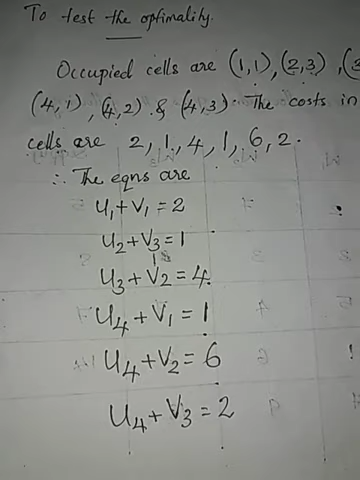 To test the optimality.
Occupied cells are (1,1), (2,3), (3
(4,1), (4,2) & (4,3). The costs in
cells are 2, 1, 4, 1, 6, 2.
∴ The eqns are
U₁+V₁=2
U₂+V₃=1
U₃+V₂=4
U₄+V₁=1
U₄+V₂=6
U₄+V₃=2